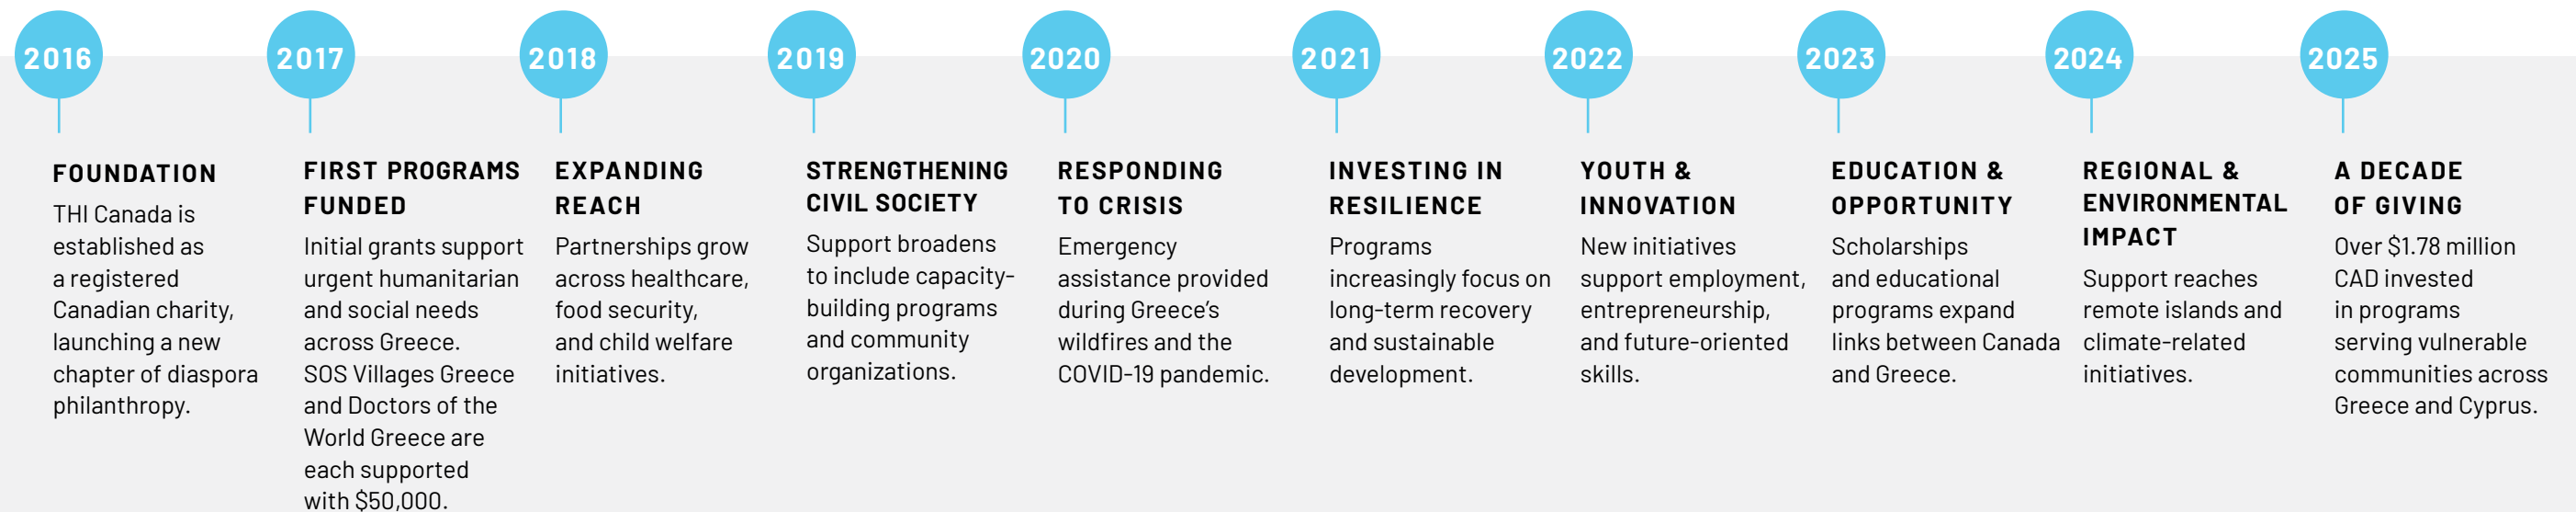 2016
FOUNDATION
THI Canada is
established as
a registered
Canadian charity,
launching a new
chapter of diaspora
philanthropy.
2017
FIRST PROGRAMS
FUNDED
Initial grants support
urgent humanitarian
and social needs
across Greece.
SOS Villages Greece
and Doctors of the
World Greece are
each supported
with $50,000.
2018
EXPANDING
REACH
Partnerships grow
across healthcare,
food security,
and child welfare
initiatives.
2019
STRENGTHENING
CIVIL SOCIETY
Support broadens
to include capacity-
building programs
and community
organizations.
2020
RESPONDING
TO CRISIS
Emergency
assistance provided
during Greece’s
wildfires and the
COVID-19 pandemic.
2021
INVESTING IN
RESILIENCE
Programs
increasingly focus on
long-term recovery
and sustainable
development.
2022
YOUTH &
INNOVATION
New initiatives
support employment,
entrepreneurship,
and future-oriented
skills.
2023
EDUCATION &
OPPORTUNITY
Scholarships
and educational
programs expand
links between Canada
and Greece.
2024
REGIONAL &
ENVIRONMENTAL
IMPACT
Support reaches
remote islands and
climate-related
initiatives.
2025
A DECADE
OF GIVING
Over $1.78 million
CAD invested
in programs
serving vulnerable
communities across
Greece and Cyprus.